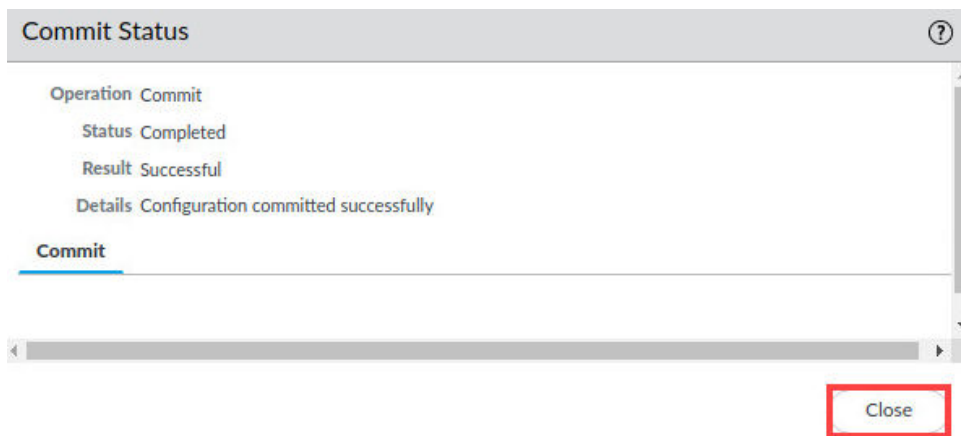 Commit Status
Operation Commit
Status Completed
Result Successful
Details Configuration committed successfully
Commit
Close